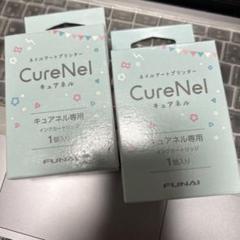 ネイルアートプリンター
CureNel
キュアネル
キュアネル専用
インクカートリッジ
1個入り
FUNAI
ネイルアートプリンター
CureNel
キュアネル
キュアネル専用
インクカートリッジ
1個入り
FUNAI